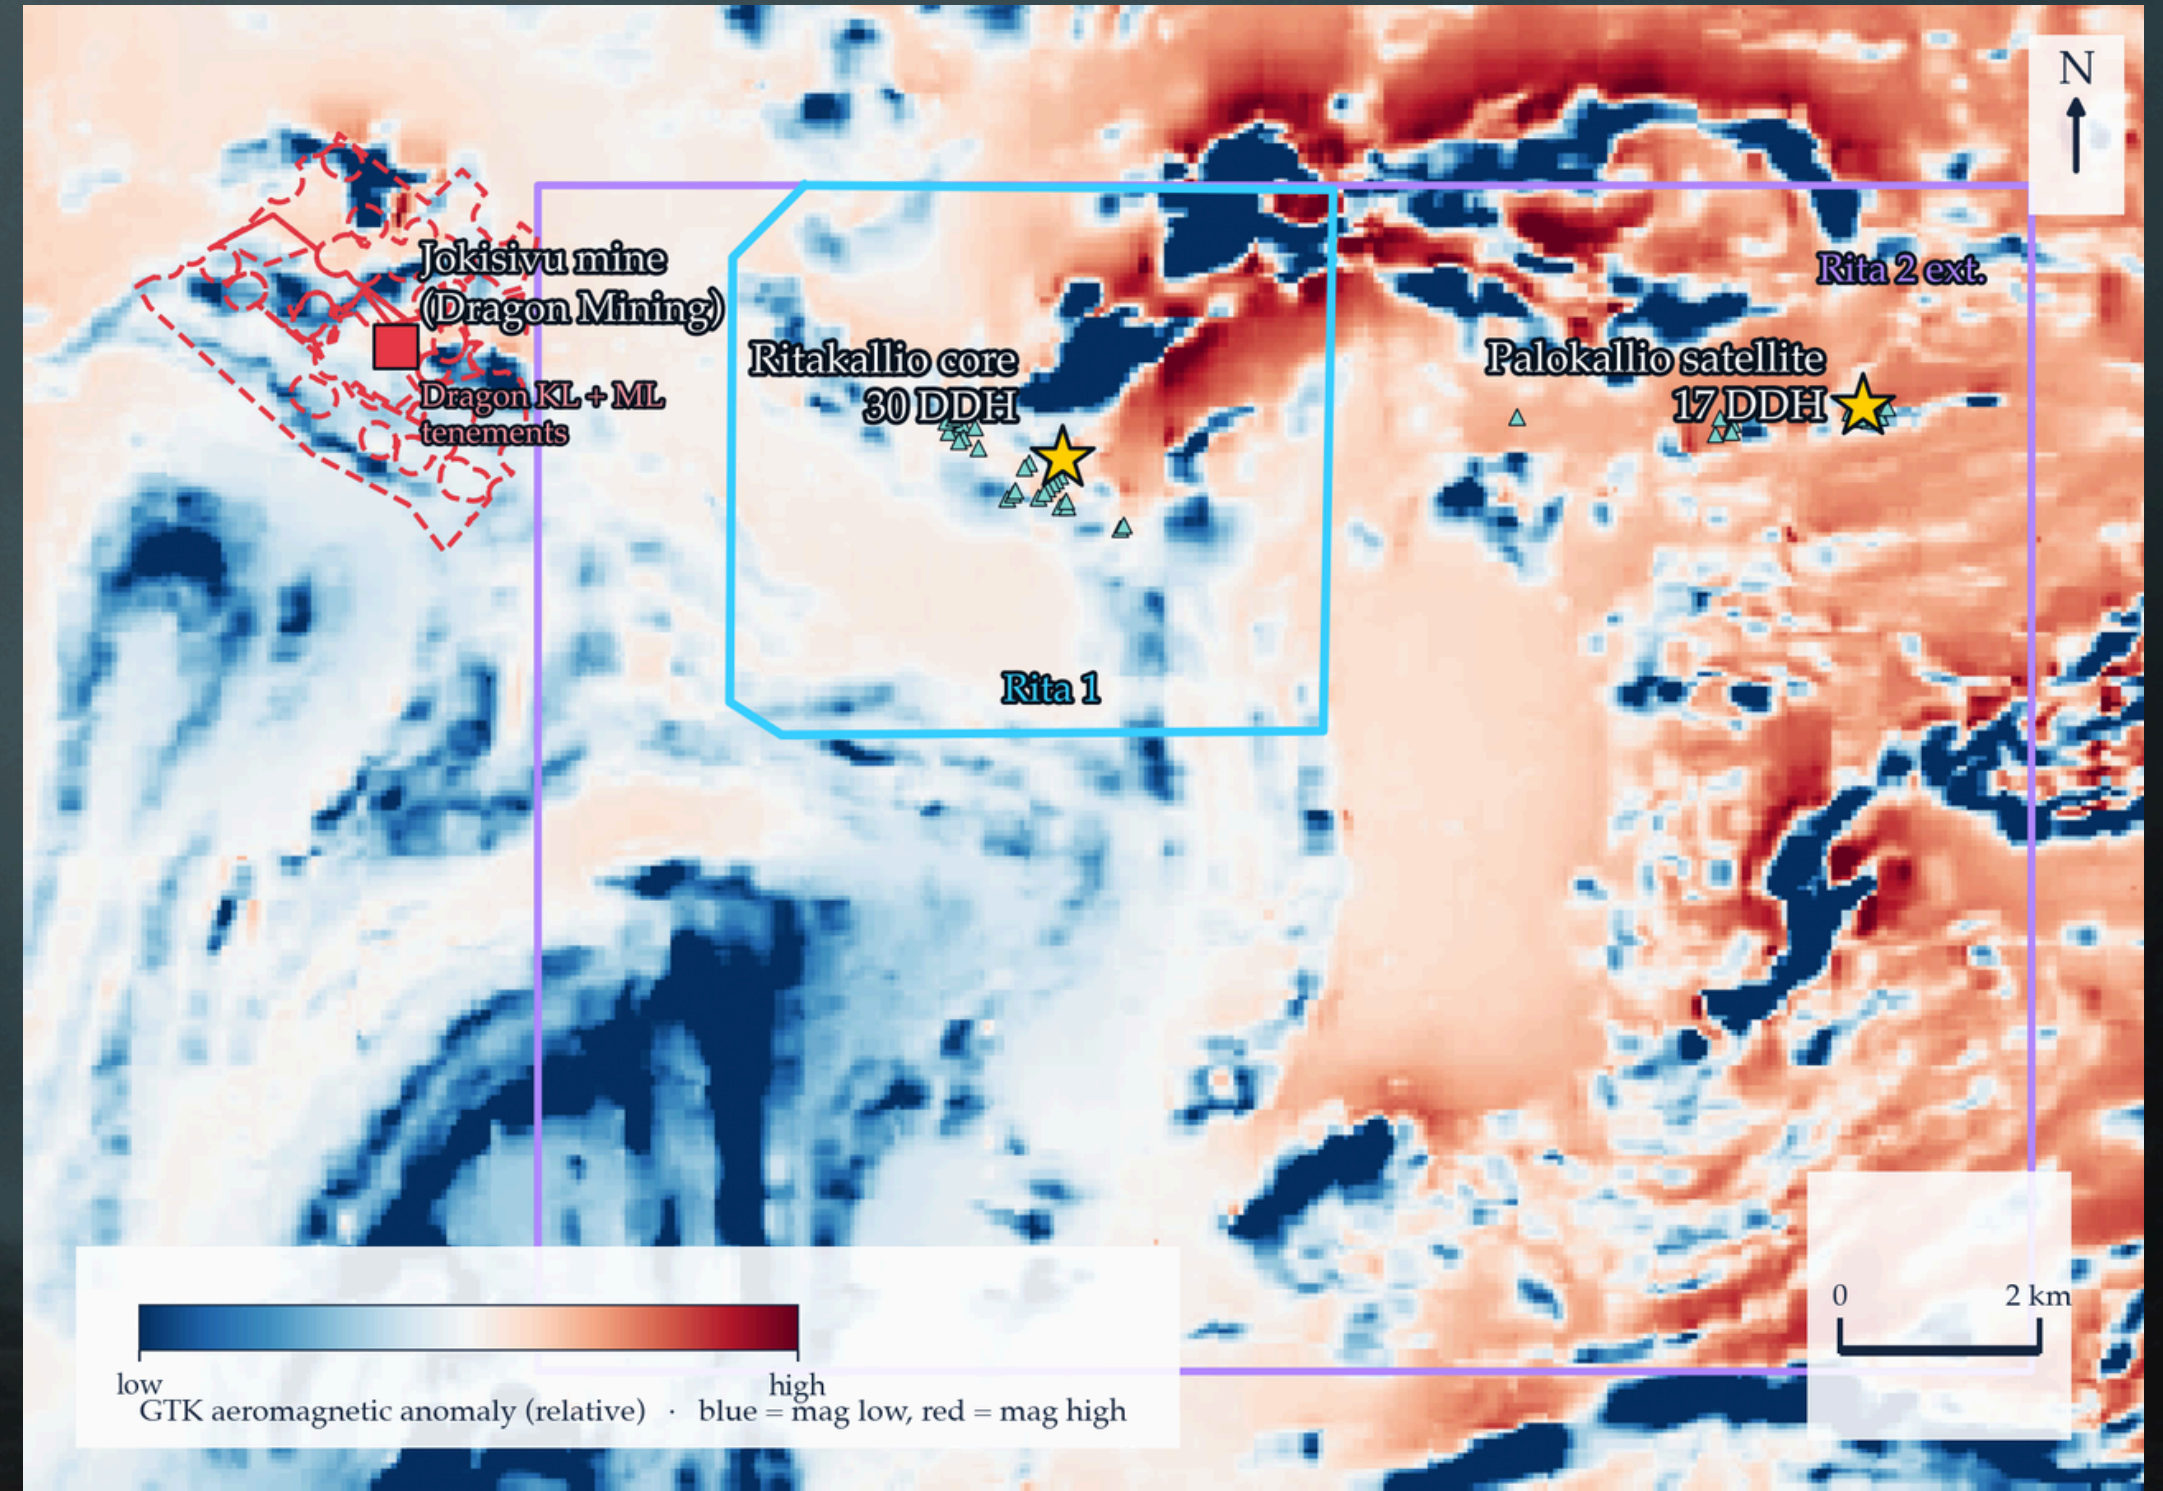 N
Jokisivu mine
(Dragon Mining)
Rita 2 ext.
Ritakallio core
30 DDH
Palokallio satellite
17 DDH
Dragon KL + ML
tenements
Rita 1
0 2 km
low high
GTK aeromagnetic anomaly (relative) · blue = mag low, red = mag high